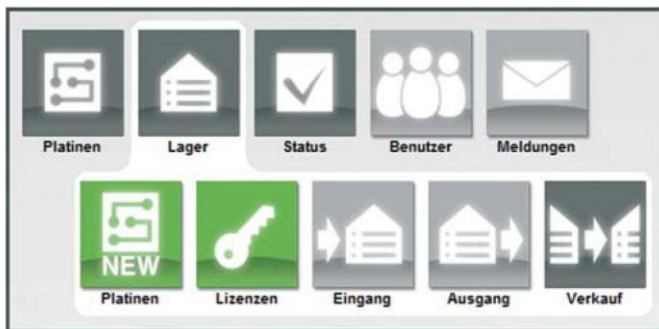 Platinen Lager Status Benutzer Meldungen
NEW
Platinen Lizenzen Eingang Ausgang Verkauf